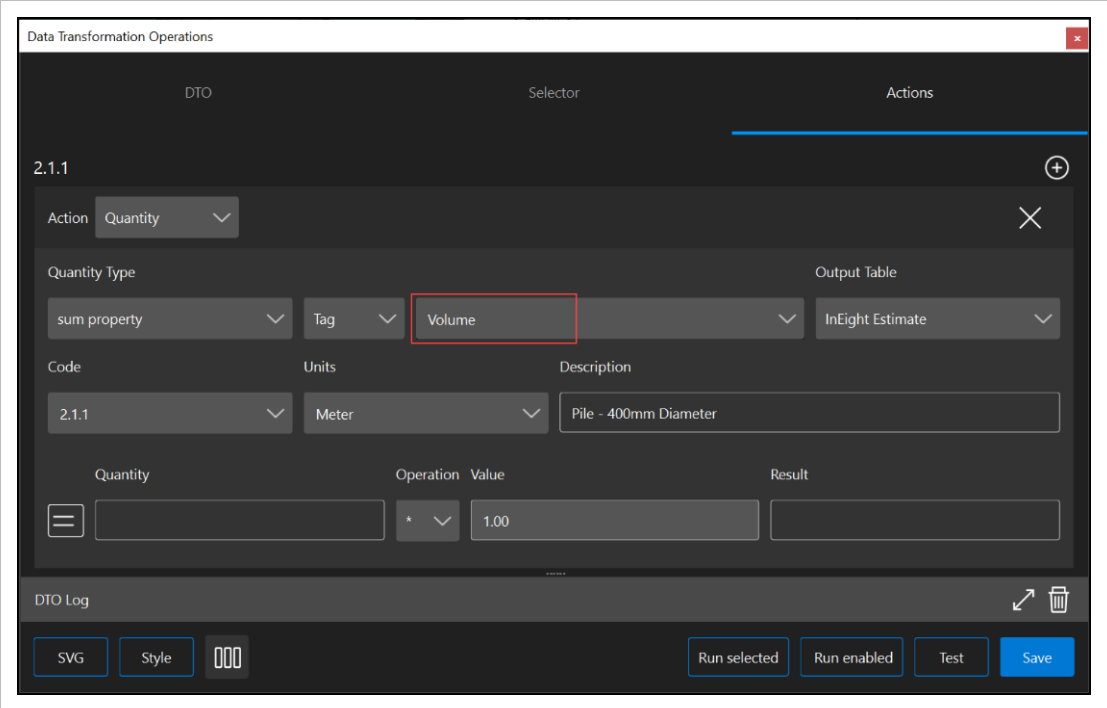 Data Transformation Operations
x
DTO Selector Actions
2.1.1
Action Quantity
Quantity Type Output Table
sum property Tag Volume InEight Estimate
Code Units Description
2.1.1 Meter Pile - 400mm Diameter
Quantity Operation Value Result
* 1.00
DTO Log
SVG Style Run selected Run enabled Test Save